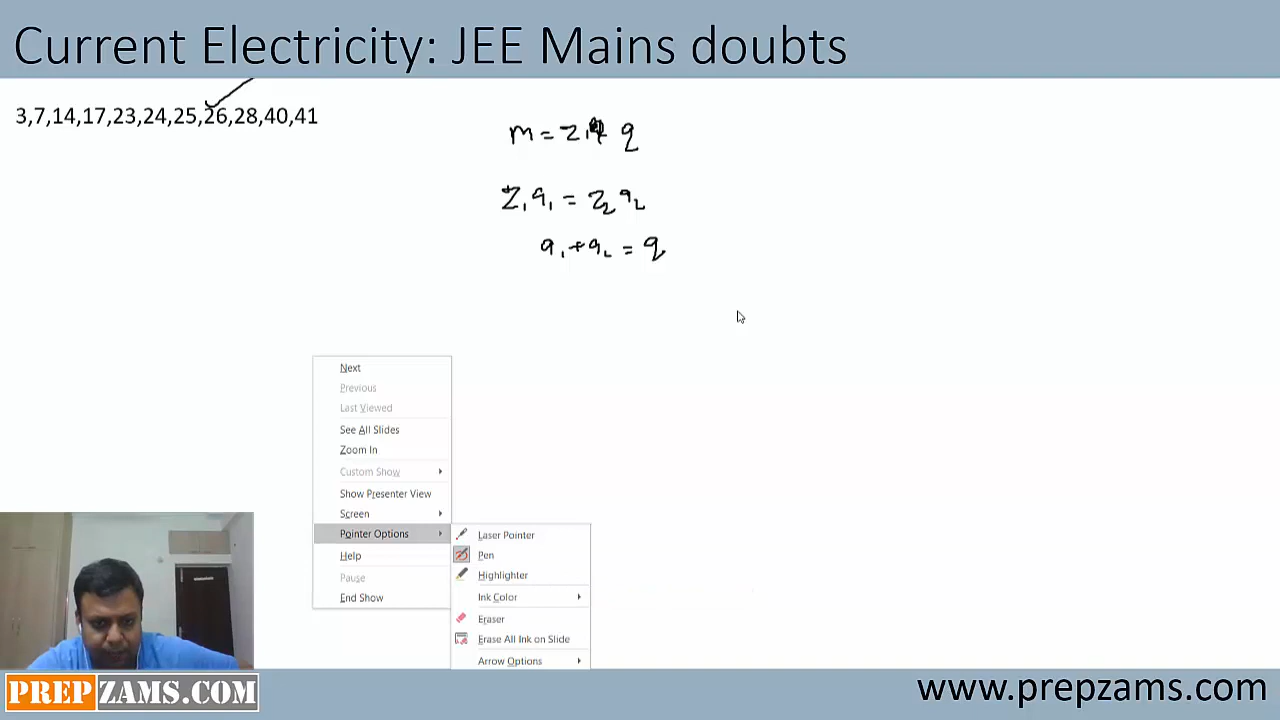 Current Electricity: JEE Mains doubts
3,7,14,17,23,24,25,26,28,40,41
m = z q
Z₁q₁ = Z₂q₂
q₁+q₂ = q
Next
Previous
Last Viewed
See All Slides
Zoom In
Custom Show
Show Presenter View
Screen
Pointer Options
Help
Pause
End Show
Laser Pointer
Pen
Highlighter
Ink Color
Eraser
Erase All Ink on Slide
Arrow Options
PREPZAMS.COM
www.prepzams.com